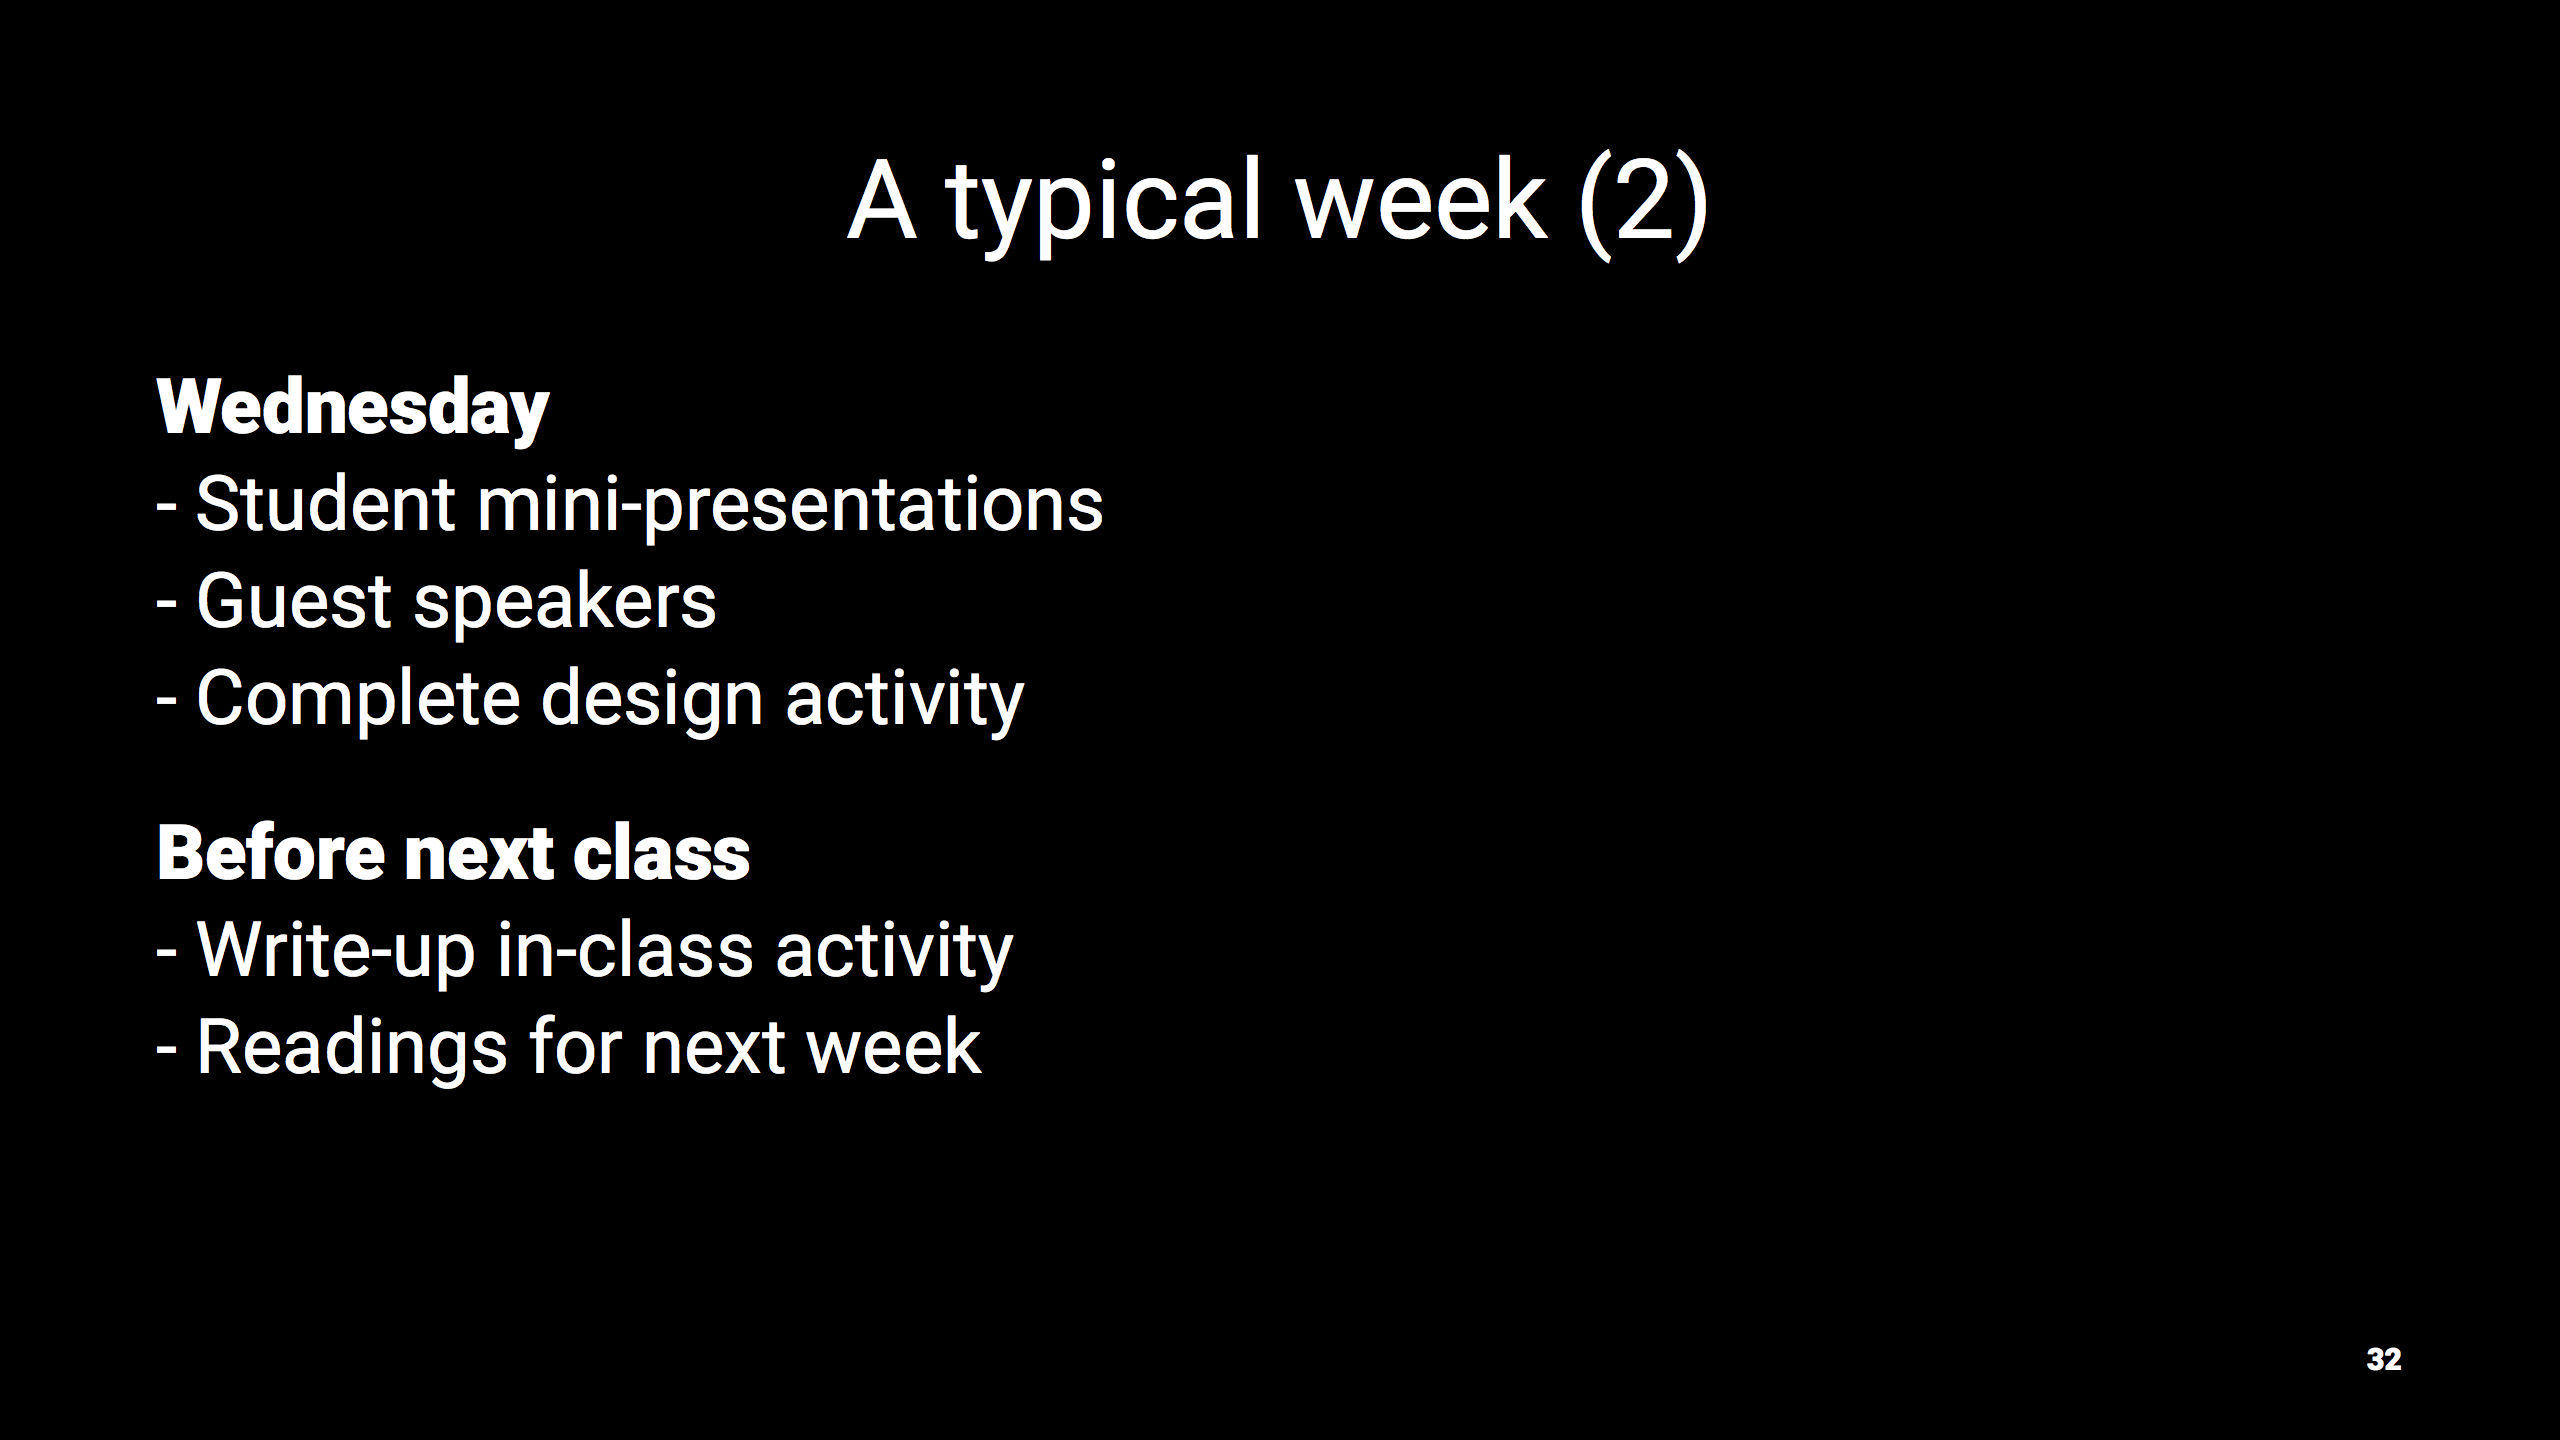 A typical week (2)
Wednesday
- Student mini-presentations
- Guest speakers
- Complete design activity
Before next class
- Write-up in-class activity
- Readings for next week
32